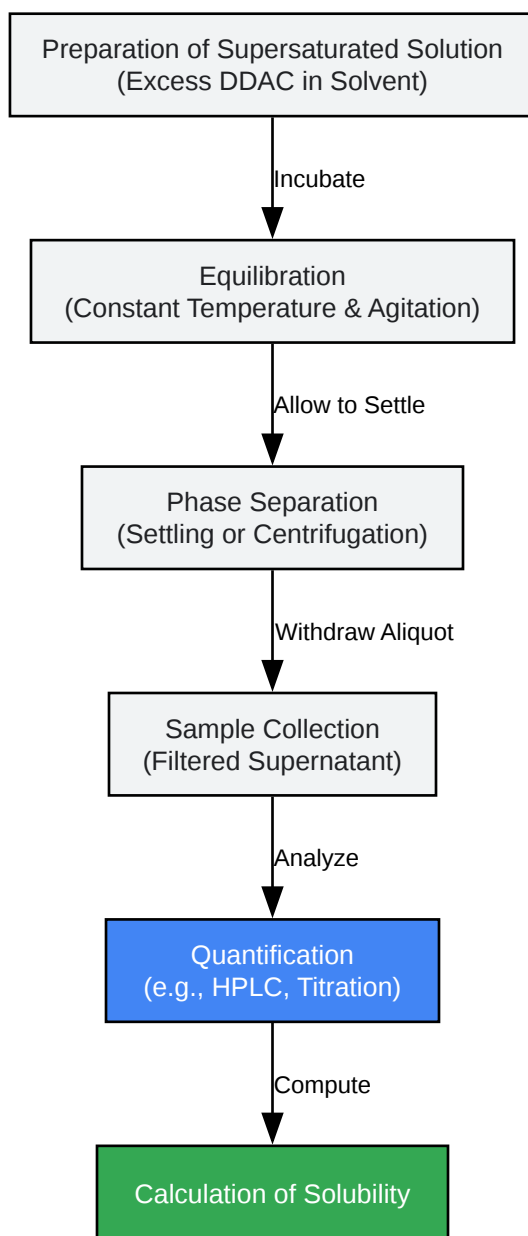 Preparation of Supersaturated Solution
(Excess DDAC in Solvent)
Incubate
Equilibration
(Constant Temperature & Agitation)
Allow to Settle
Phase Separation
(Settling or Centrifugation)
Withdraw Aliquot
Sample Collection
(Filtered Supernatant)
Analyze
Quantification
(e.g., HPLC, Titration)
Compute
Calculation of Solubility